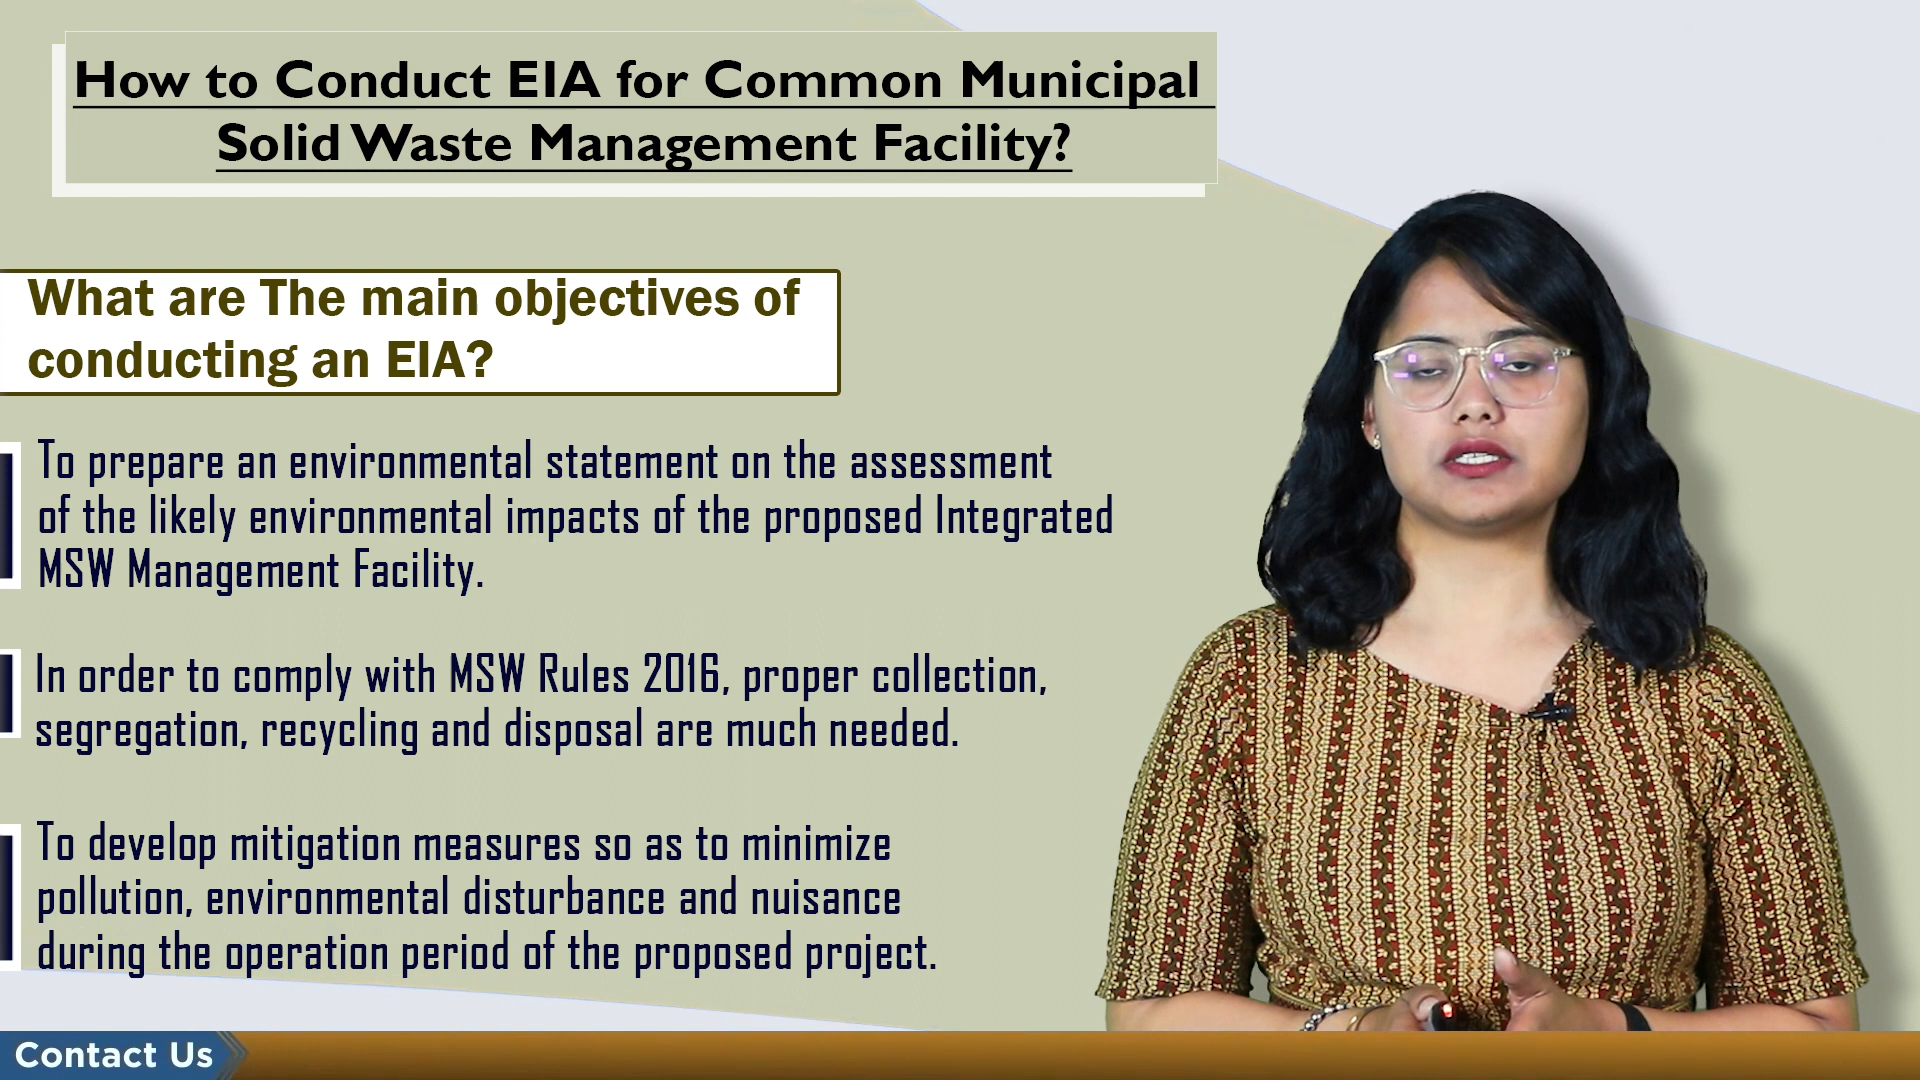 How to Conduct EIA for Common Municipal
Solid Waste Management Facility?
What are The main objectives of
conducting an EIA?
To prepare an environmental statement on the assessment
of the likely environmental impacts of the proposed Integrated
MSW Management Facility.
In order to comply with MSW Rules 2016, proper collection,
segregation, recycling and disposal are much needed.
To develop mitigation measures so as to minimize
pollution, environmental disturbance and nuisance
during the operation period of the proposed project.
Contact Us